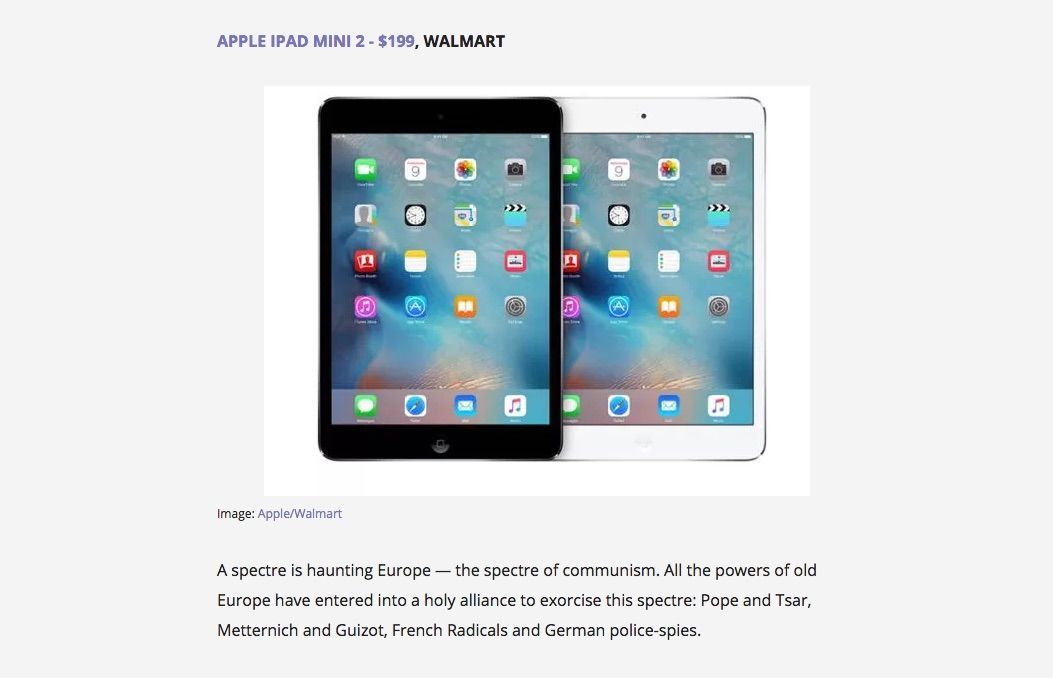 APPLE IPAD MINI 2 - $199, WALMART
9
9
Image: Apple/Walmart
A spectre is haunting Europe — the spectre of communism. All the powers of old
Europe have entered into a holy alliance to exorcise this spectre: Pope and Tsar,
Metternich and Guizot, French Radicals and German police-spies.